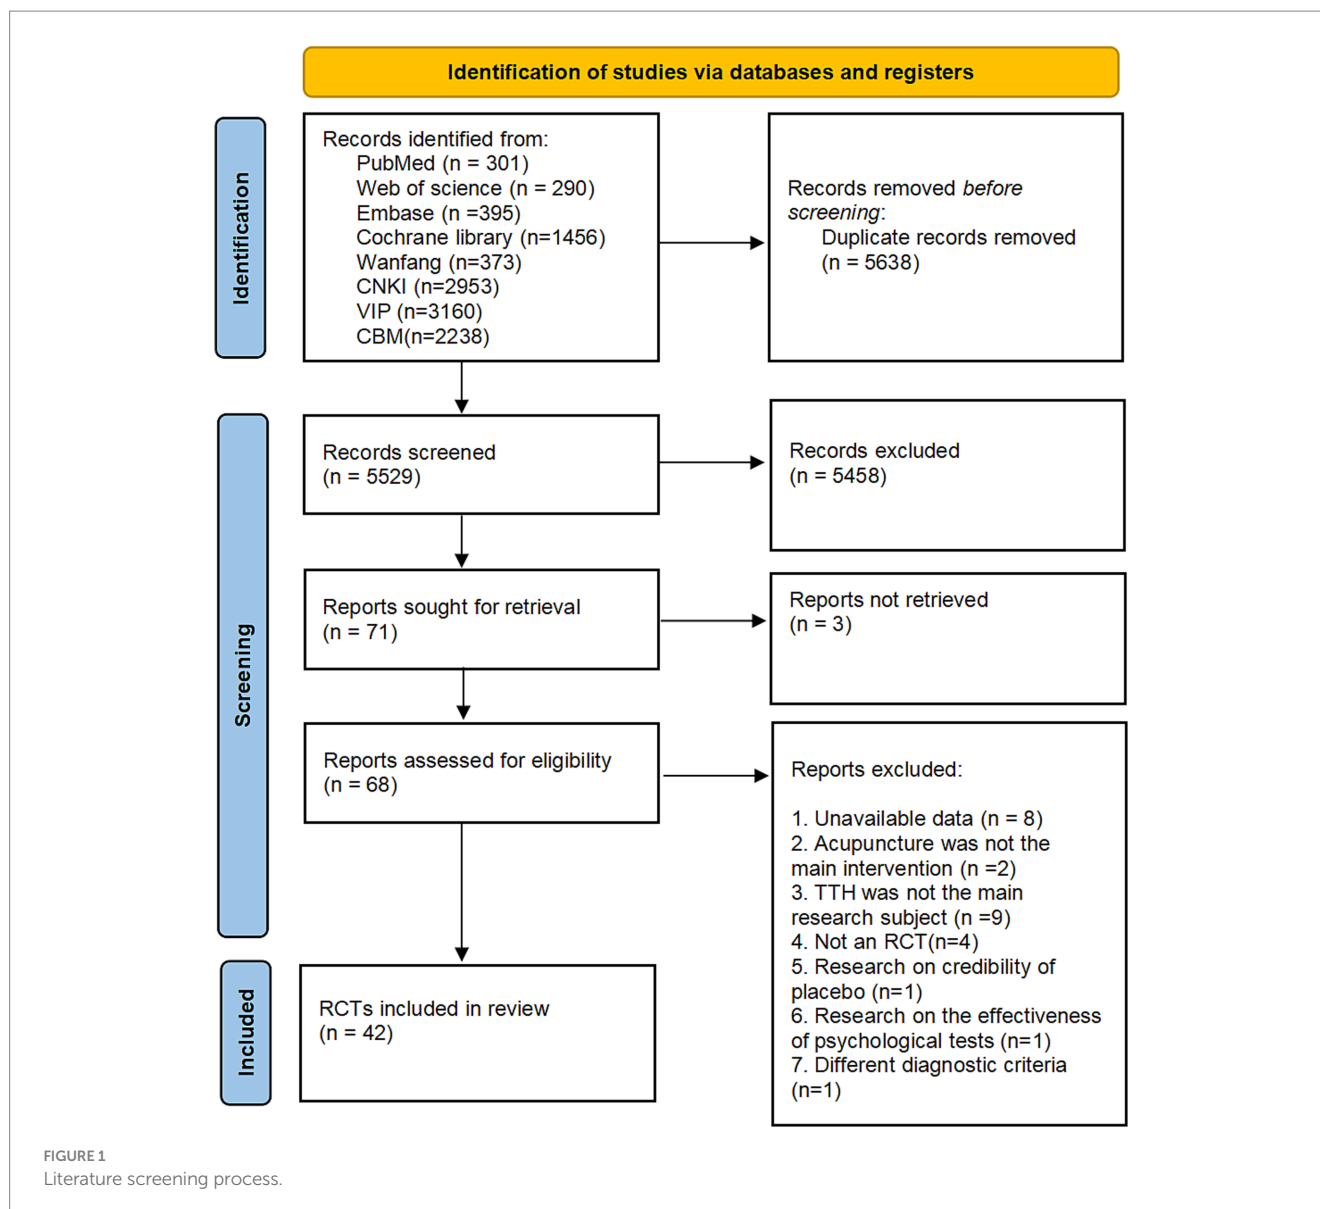 Identification of studies via databases and registers
Identification
Records identified from:
PubMed (n = 301)
Web of science (n = 290)
Embase (n =395)
Cochrane library (n=1456)
Wanfang (n=373)
CNKI (n=2953)
VIP (n=3160)
CBM(n=2238)
Records removed before
screening:
Duplicate records removed
(n = 5638)
Screening
Records screened
(n = 5529)
Records excluded
(n = 5458)
Reports sought for retrieval
(n = 71)
Reports not retrieved
(n = 3)
Reports assessed for eligibility
(n = 68)
Reports excluded:
1. Unavailable data (n = 8)
2. Acupuncture was not the
main intervention (n =2)
3. TTH was not the main
research subject (n =9)
4. Not an RCT(n=4)
5. Research on credibility of
placebo (n=1)
6. Research on the effectiveness
of psychological tests (n=1)
7. Different diagnostic criteria
(n=1)
Included
RCTs included in review
(n = 42)
FIGURE 1
Literature screening process.